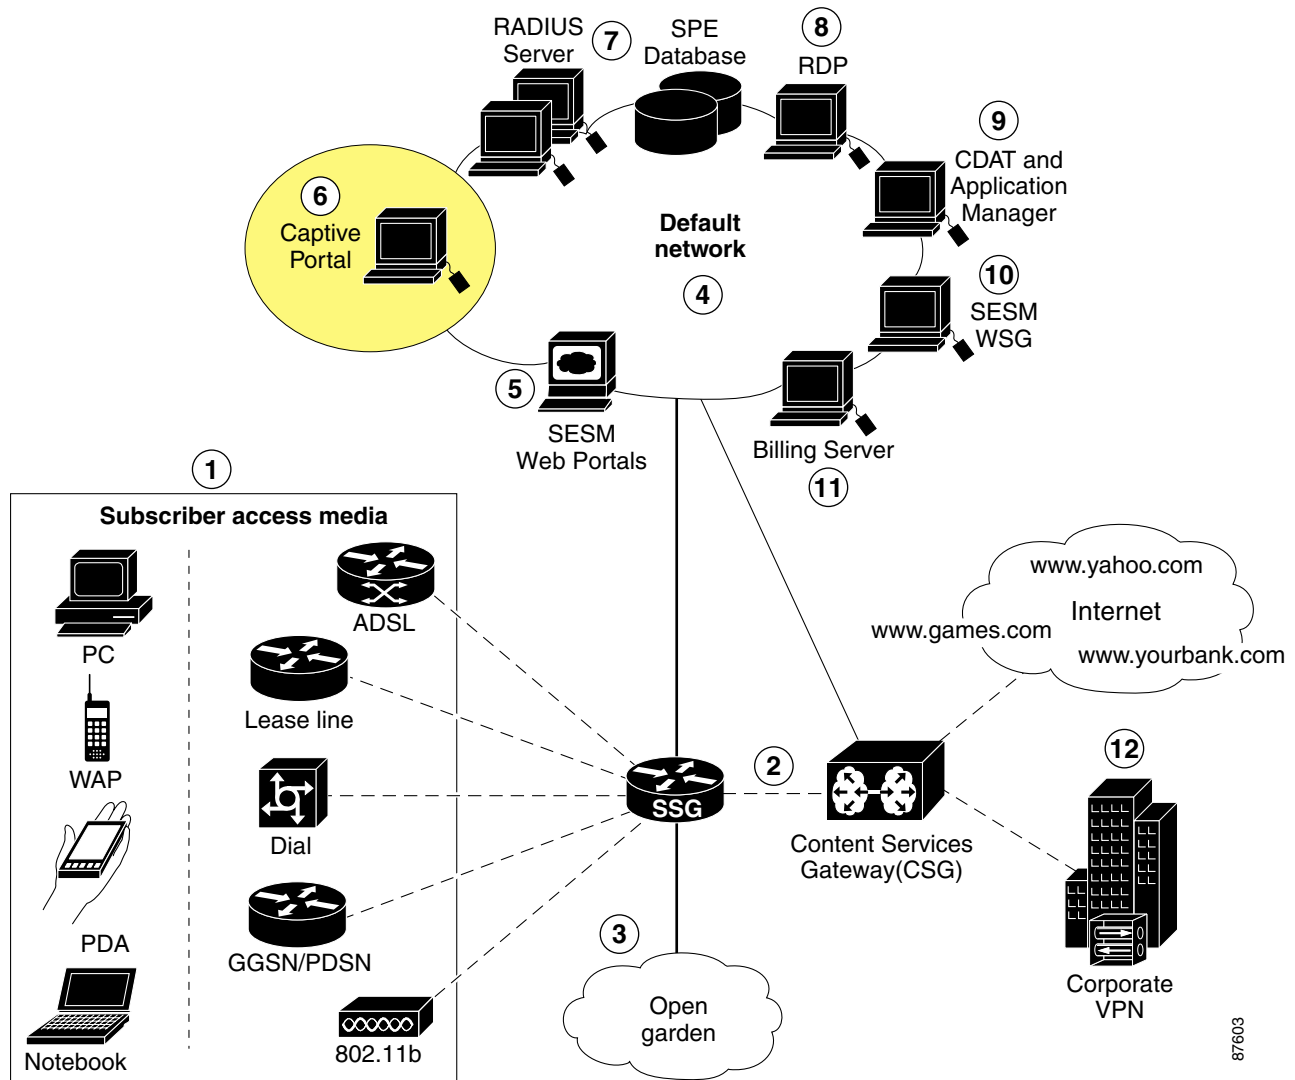 RADIUS
Server
7
SPE
Database
8
RDP
9
CDAT and
Application
Manager
6
Captive
Portal
Default
network
4
10
SESM
WSG
5
SESM
Web Portals
Billing Server
11
1
Subscriber access media
PC
WAP
PDA
Notebook
ADSL
Lease line
Dial
GGSN/PDSN
802.11b
SSG
2
Content Services
Gateway(CSG)
3
Open
garden
www.yahoo.com
Internet
www.games.com
www.yourbank.com
12
Corporate
VPN
87603